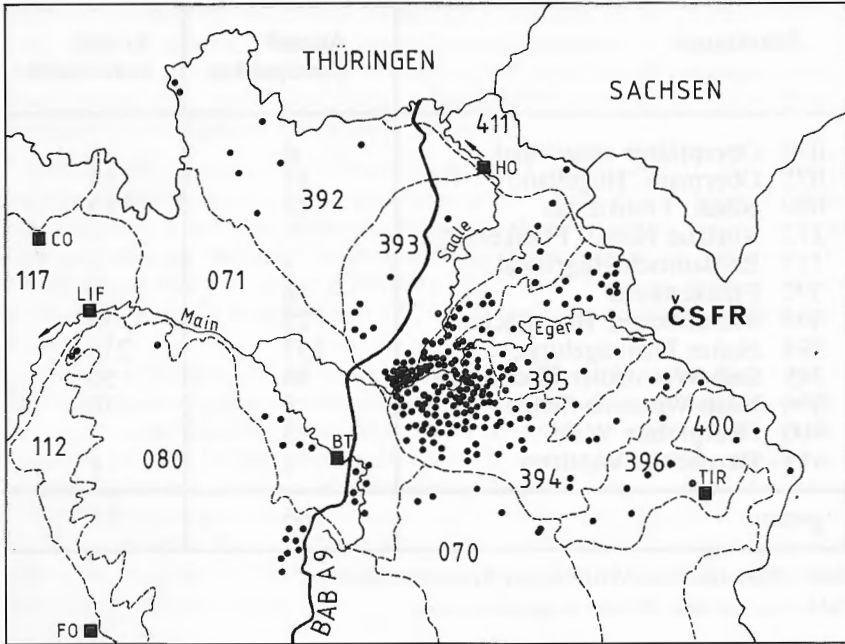 THÜRINGEN
SACHSEN
411
HO
392
393
Saale
CO
117
071
LIF
Main
ČSFR
Eger
395
400
112
080
BT
394
396
TIR
070
BAB A9
FO